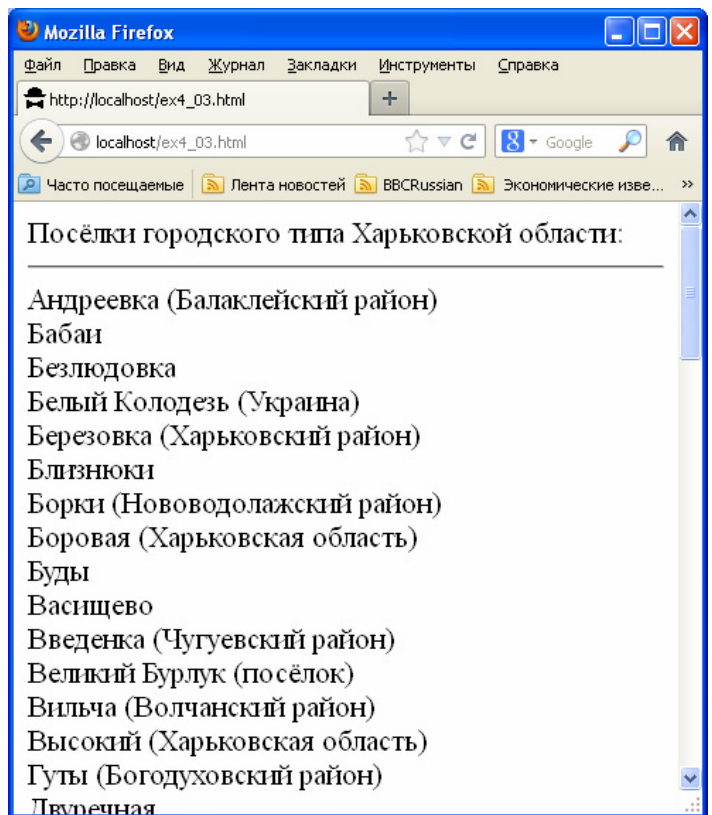 Mozilla Firefox
Файл Правка Вид Журнал Закладки Инструменты Справка
http://localhost/ex4_03.html +
localhost/ex4_03.html 8 Google
Часто посещаемые Лента новостей BBCRussian Экономические изве... »
Посёлки городского типа Харьковской области:
Андреевка (Балаклейский район)
Бабаи
Безлюдовка
Белый Колодезь (Украина)
Березовка (Харьковский район)
Близнюки
Борки (Нововодолажский район)
Боровая (Харьковская область)
Буды
Васищево
Введенка (Чугуевский район)
Великий Бурлук (посёлок)
Вильча (Волчанский район)
Высокий (Харьковская область)
Гуты (Богодуховский район)
Двуречная